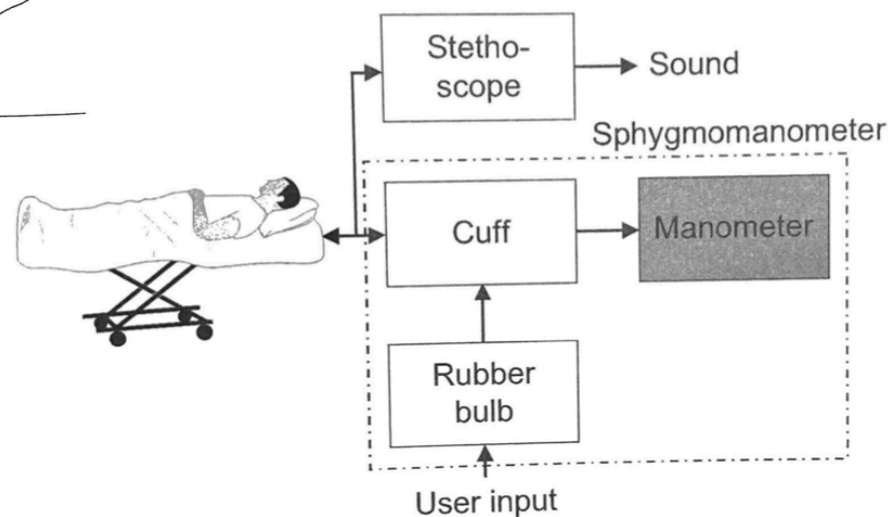 Stetho-
scope
Sound
Sphygmomanometer
Cuff
Manometer
Rubber
bulb
User input